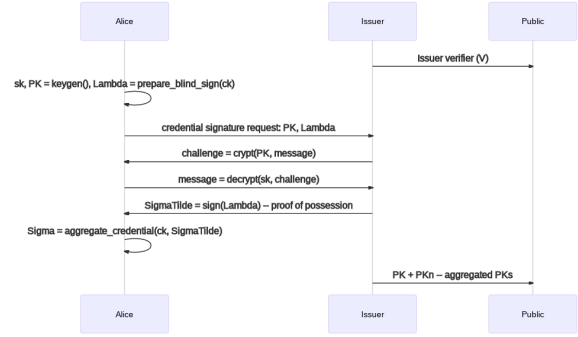 Alice
Issuer
Public
Issuer verifier (V)
sk, PK = keygen(), Lambda = prepare_blind_sign(ck)
credential signature request: PK, Lambda
challenge = crypt(PK, message)
message = decrypt(sk, challenge)
SigmaTilde = sign(Lambda) -- proof of possession
Sigma = aggregate_credential(ck, SigmaTilde)
PK + PKn -- aggregated PKs
Alice
Issuer
Public